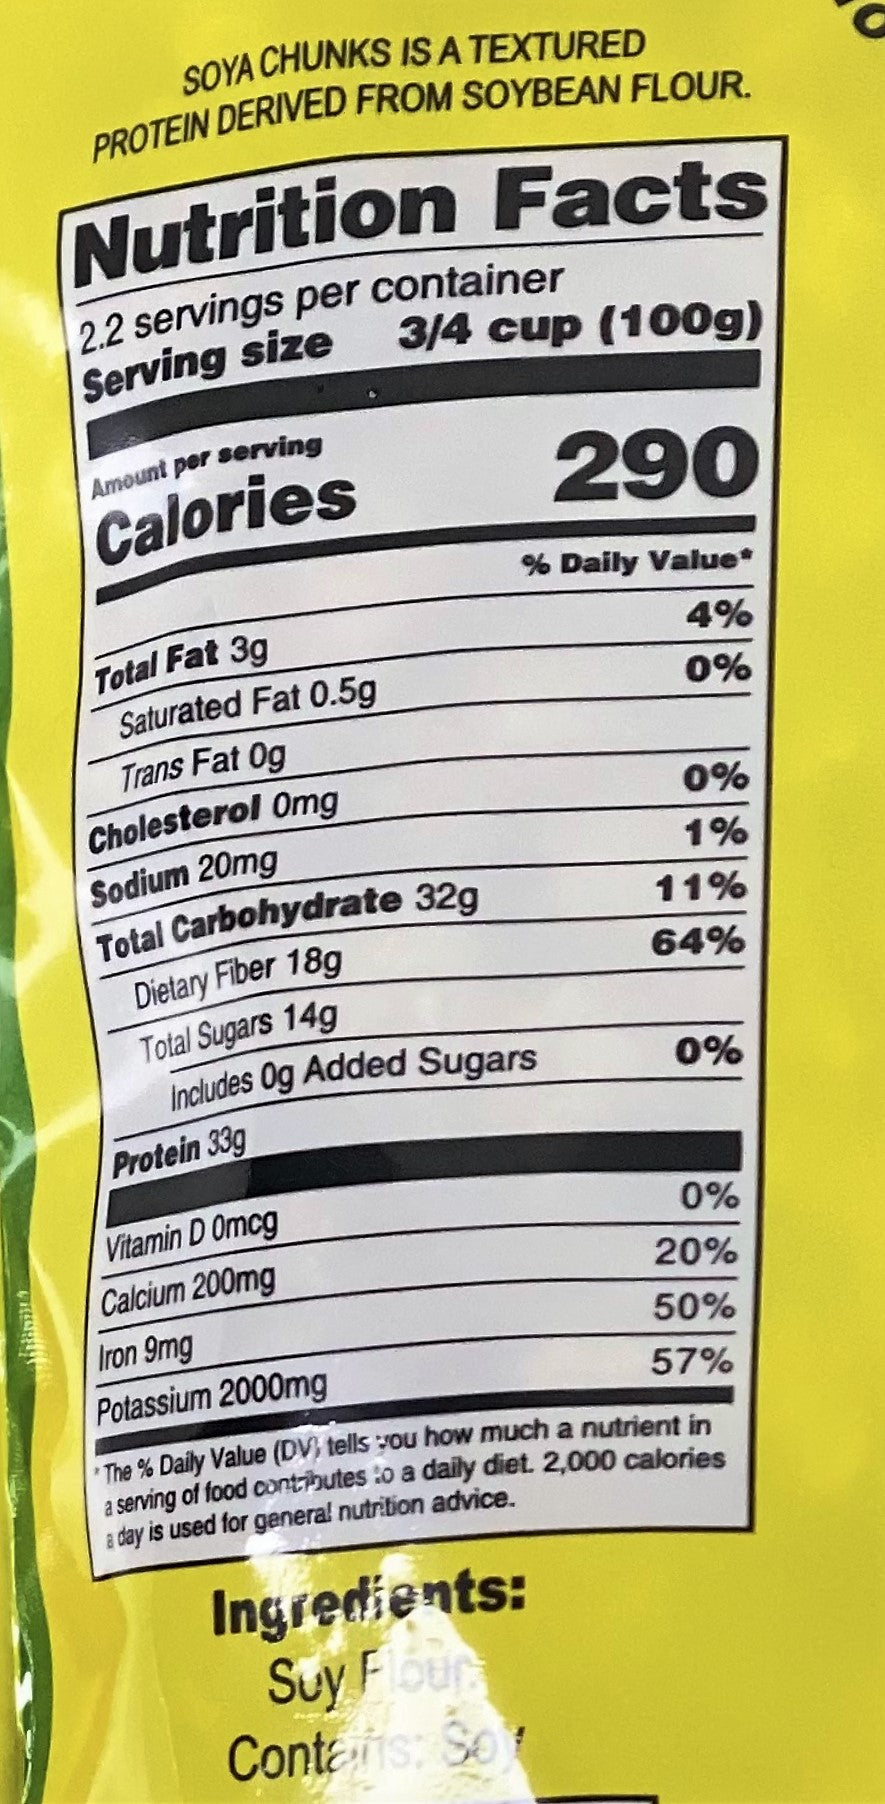 SOYA CHUNKS IS A TEXTURED
PROTEIN DERIVED FROM SOYBEAN FLOUR.
Nutrition Facts
2.2 servings per container
Serving size 3/4 cup (100g)
Amount per serving
Calories 290
% Daily Value*
Total Fat 3g 4%
Saturated Fat 0.5g 0%
Trans Fat 0g
Cholesterol 0mg 0%
Sodium 20mg 1%
Total Carbohydrate 32g 11%
Dietary Fiber 18g 64%
Total Sugars 14g
Includes 0g Added Sugars 0%
Protein 33g
Vitamin D 0mcg 0%
Calcium 200mg 20%
Iron 9mg 50%
Potassium 2000mg 57%
*The % Daily Value (DV) tells you how much a nutrient in
a serving of food contributes to a daily diet. 2,000 calories
a day is used for general nutrition advice.
Ingredients:
Soy Flour
Contains: Soy